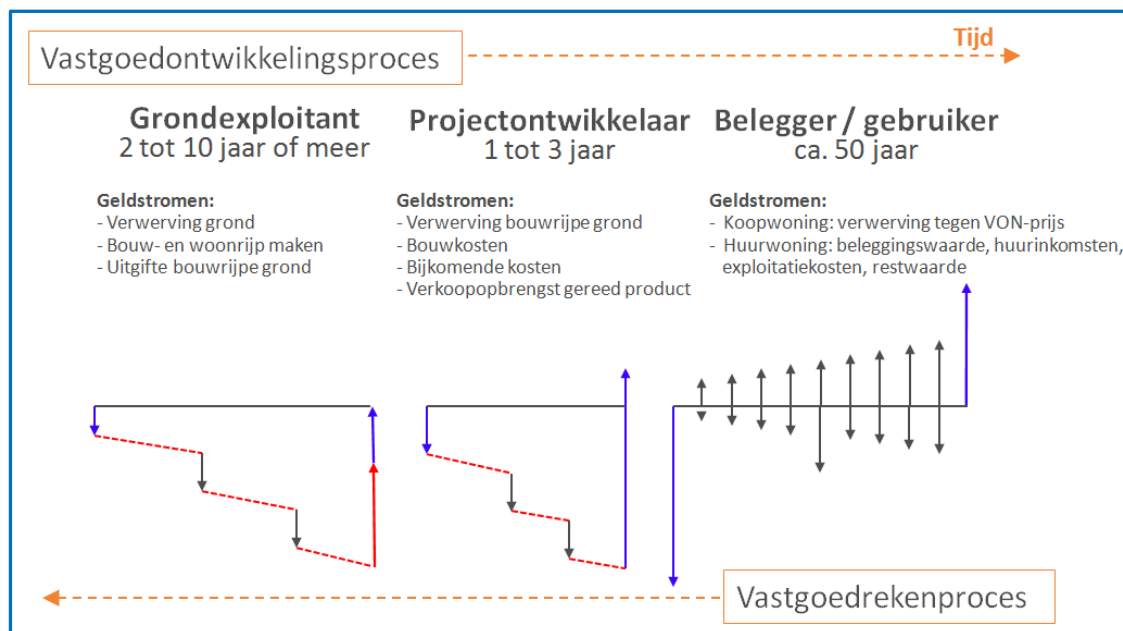 Vastgoedontwikkelingsproces
Tijd
Grondexploitant
2 tot 10 jaar of meer
Geldstromen:
- Verwerving grond
- Bouw- en woonrijp maken
- Uitgifte bouwrijpe grond
Projectontwikkelaar
1 tot 3 jaar
Geldstromen:
- Verwerving bouwrijpe grond
- Bouwkosten
- Bijkomende kosten
- Verkoopopbrengst gereed product
Belegger / gebruiker
ca. 50 jaar
Geldstromen:
- Koopwoning: verwerving tegen VON-prijs
- Huurwoning: beleggingswaarde, huurinkomsten,
exploitatiekosten, restwaarde
Vastgoedrekenproces